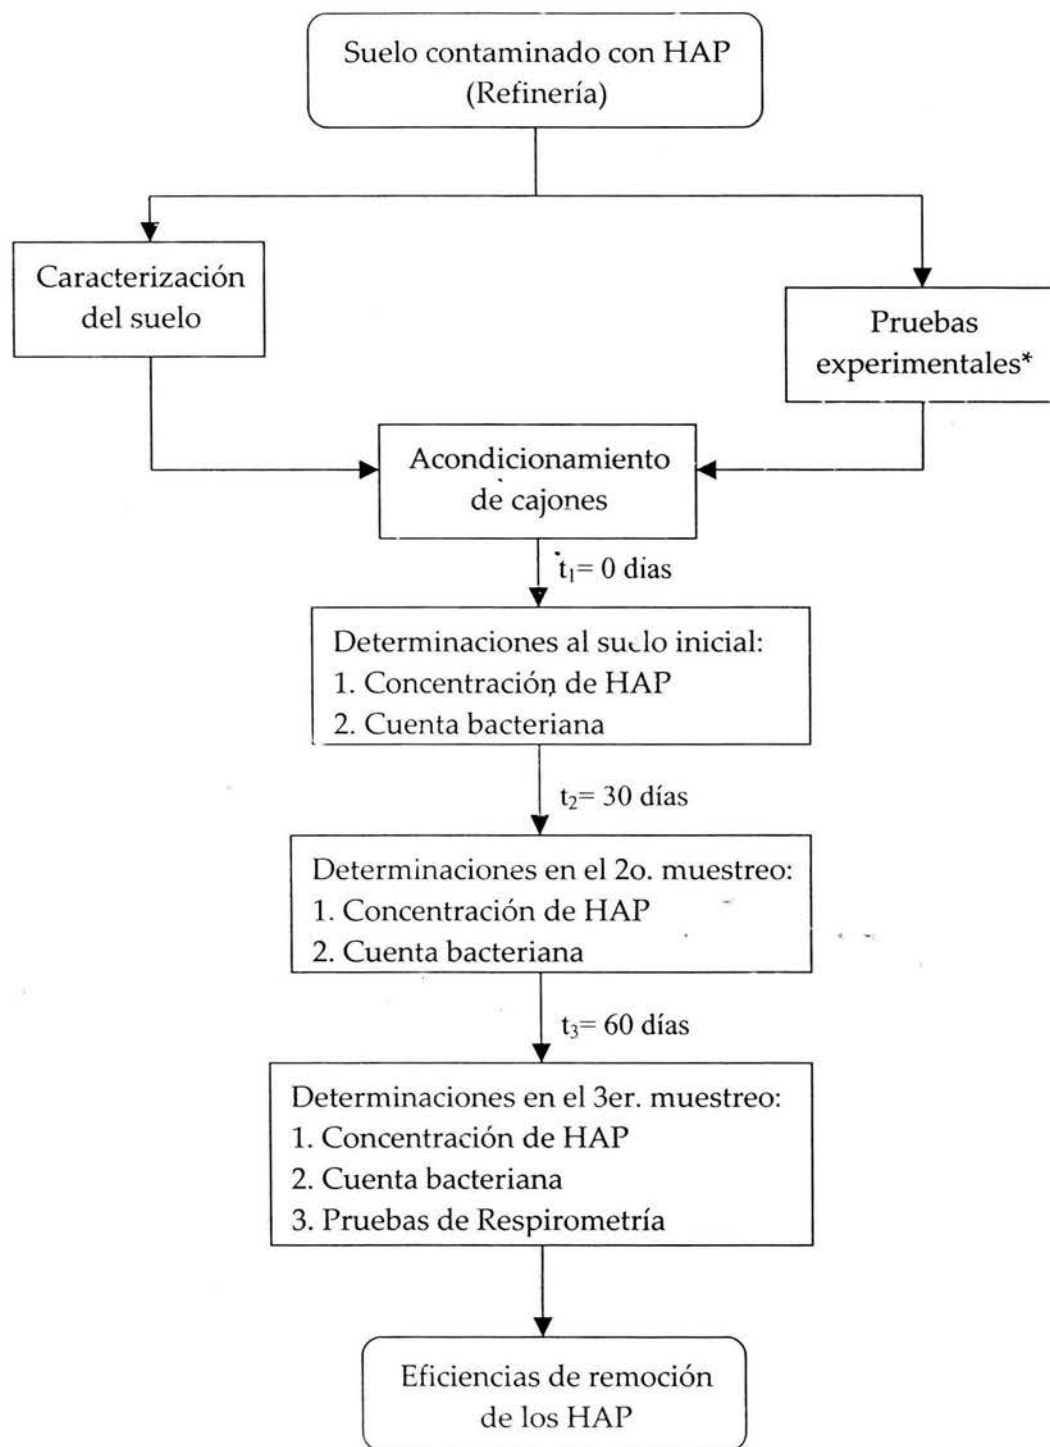 Suelo contaminado con HAP
(Refinería)
Caracterización
del suelo
Pruebas
experimentales*
Acondicionamiento
de cajones
t₁= 0 dias
Determinaciones al suelo inicial:
1. Concentración de HAP
2. Cuenta bacteriana
t₂= 30 días
Determinaciones en el 2o. muestreo:
1. Concentración de HAP
2. Cuenta bacteriana
t₃= 60 días
Determinaciones en el 3er. muestreo:
1. Concentración de HAP
2. Cuenta bacteriana
3. Pruebas de Respirometría
Eficiencias de remoción
de los HAP